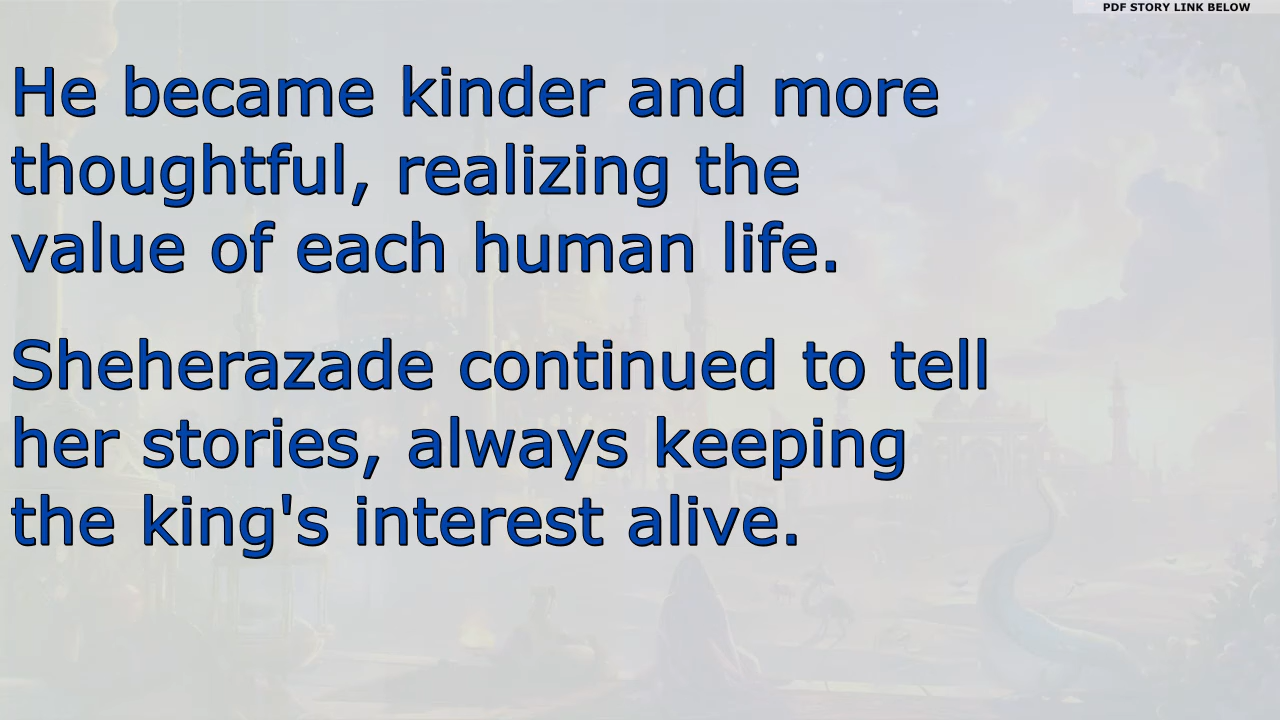 PDF STORY LINK BELOW
He became kinder and more
thoughtful, realizing the
value of each human life.
Sheherazade continued to tell
her stories, always keeping
the king's interest alive.